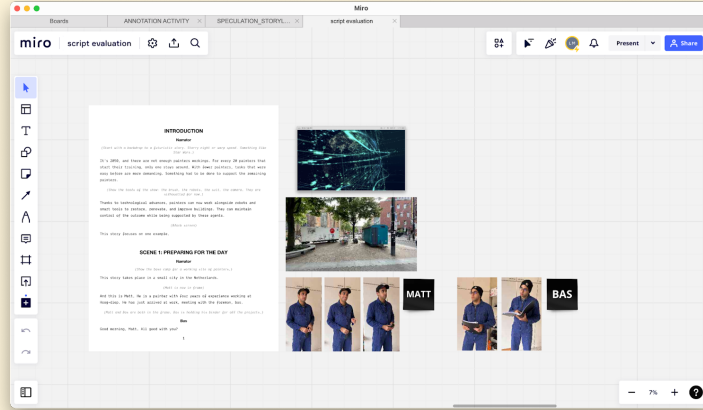 Miro
Boards
ANNOTATION ACTIVITY
SPECULATION_STORYL...
script evaluation
miro
script evaluation
Present
Share
INTRODUCTION
Narrator
It's 2050, and there are not enough painters working. For every 20 painters that
start their training, only one stays around. With fewer painters, tasks that were
easy before are more demanding. Something had to be done to support the remaining
painters.
Thanks to technological advances, painters can now work alongside robots and
smart tools to restore, renovate, and improve buildings. They can maintain
control of the outcome while being supported by these agents.
This story focuses on one example.
SCENE 1: PREPARING FOR THE DAY
Narrator
This story takes place in a small city in the Netherlands.
And this is Matt. He is a painter with four years of experience working at
He has just arrived at work, meeting with the foreman, Bas.
Bas
Good morning, Matt. All good with you?
1
MATT
BAS
7%